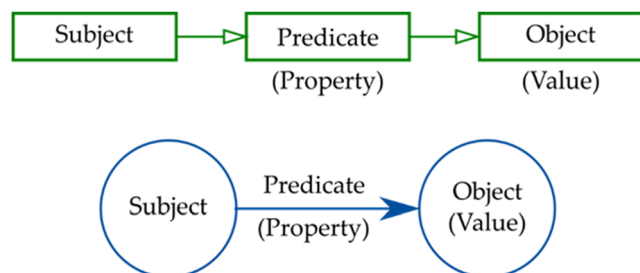 Subject
Predicate
Object
(Property)
(Value)
Subject
Predicate
(Property)
Object
(Value)